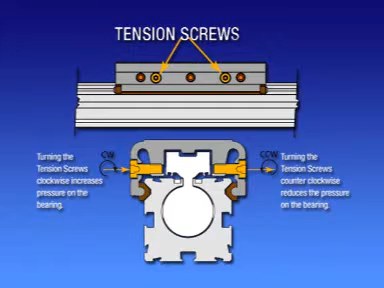 TENSION SCREWS
Turning the
Tension Screws
clockwise increases
pressure on the
bearing.
CW
CCW
Turning the
Tension Screws
counter clockwise
reduces the pressure
on the bearing.